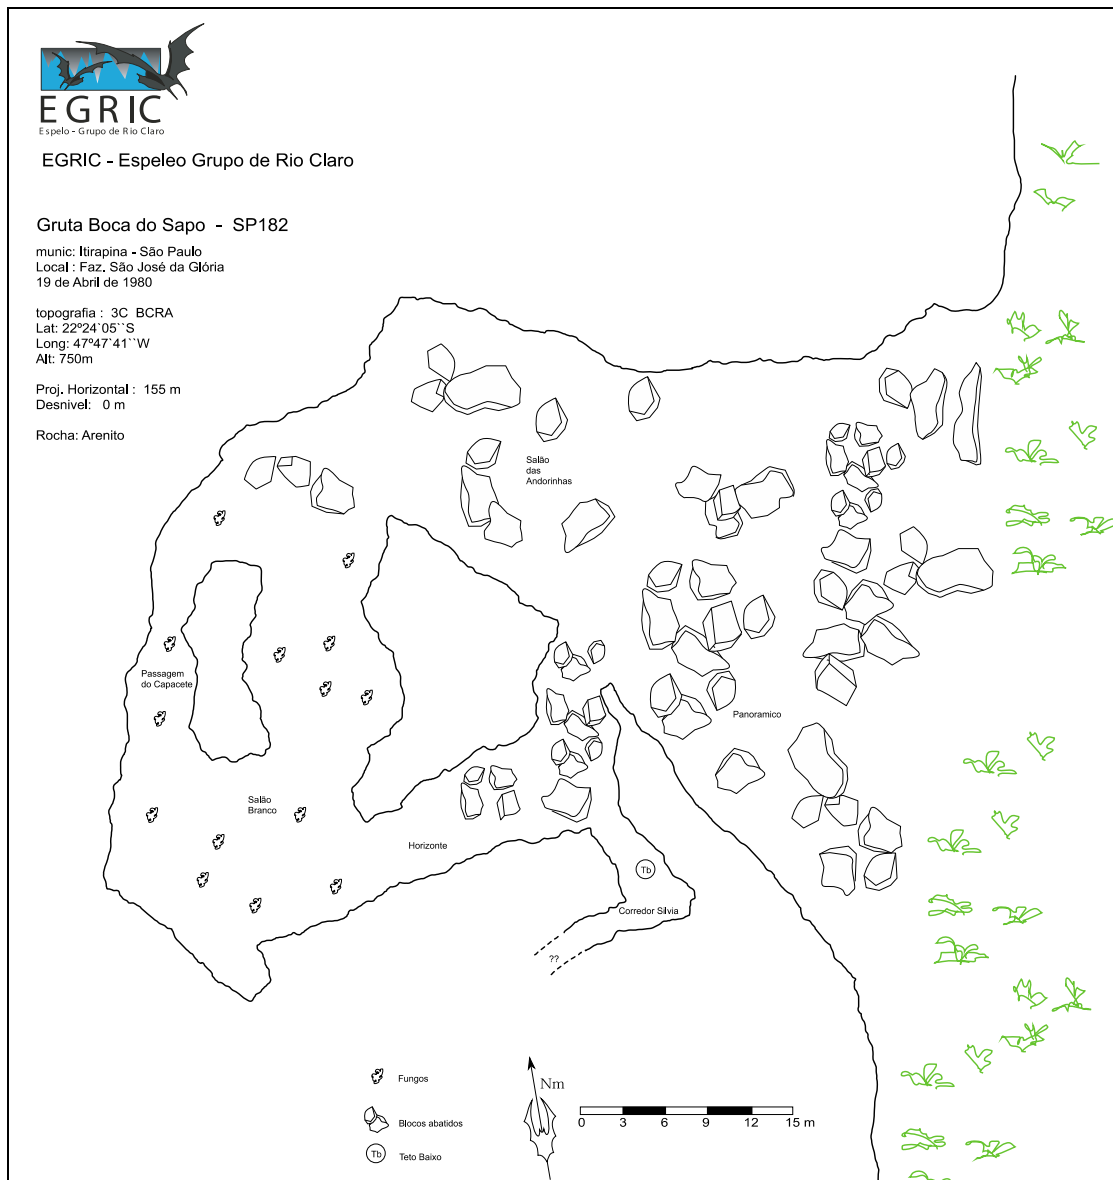 EGRIC
Espelo - Grupo de Rio Claro
EGRIC - Espeleo Grupo de Rio Claro
Gruta Boca do Sapo - SP182
munic: Itirapina - São Paulo
Local : Faz. São José da Glória
19 de Abril de 1980
topografia : 3C BCRA
Lat: 22º24`05``S
Long: 47º47`41``W
Alt: 750m
Proj. Horizontal : 155 m
Desnivel: 0 m
Rocha: Arenito
Salão
das
Andorinhas
Passagem
do Capacete
Panoramico
Salão
Branco
Horizonte
Tb
Corredor Silvia
??
Fungos
Blocos abatidos
Tb Teto Baixo
Nm
0 3 6 9 12 15 m